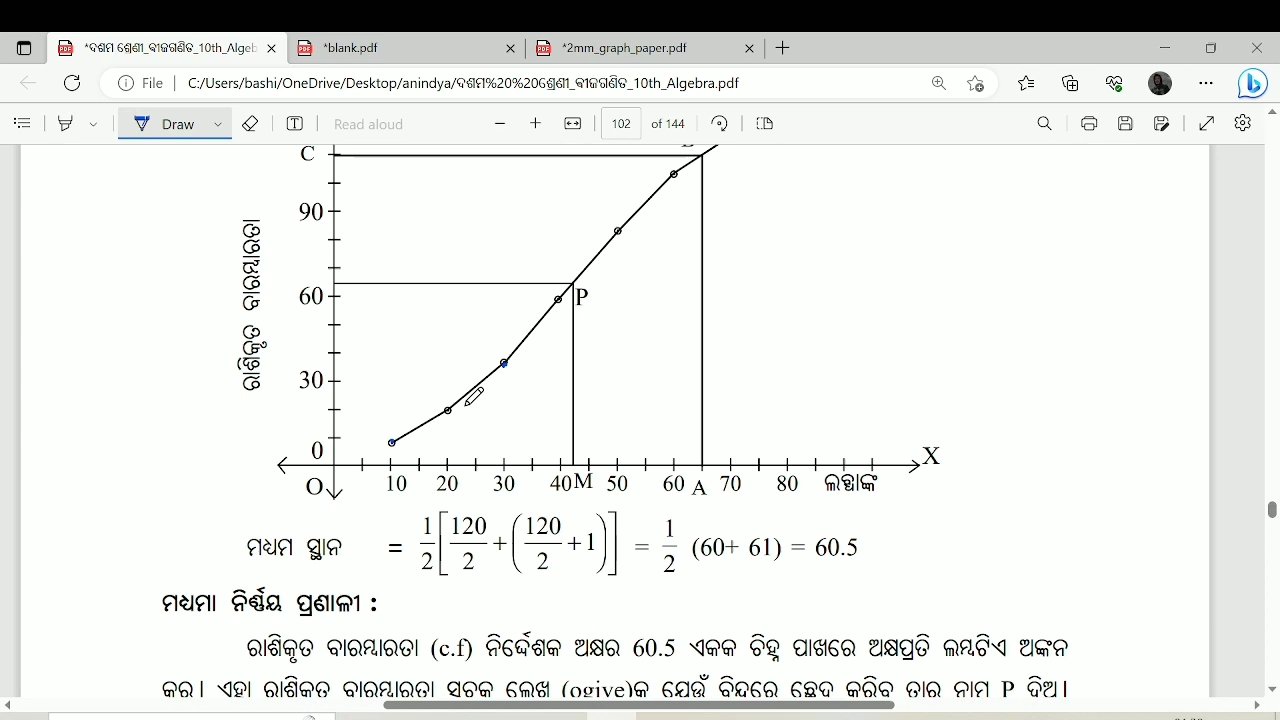 *ଦଶମ ଶ୍ରେଣୀ_ବୀଜଗଣିତ_10th_Algeb
*blank.pdf
*2mm_graph_paper.pdf
File
C:/Users/bashi/OneDrive/Desktop/anindya/ଦଶମ%20%20ଶ୍ରେଣୀ_ବୀଜଗଣିତ_10th_Algebra.pdf
Draw
Read aloud
102 of 144
C
90
60
30
0
ରାଶିକୃତ ବାରମ୍ବାରତା
P
O 10 20 30 40 M 50 60 A 70 80 ଲବ୍ଧାଙ୍କ X
ମଧ୍ୟମ ସ୍ଥାନ = 1/2 [120/2 + (120/2 + 1)] = 1/2 (60+ 61) = 60.5
ମଧ୍ୟମା ନିର୍ଣ୍ଣୟ ପ୍ରଣାଳୀ :
ରାଶିକୃତ ବାରମ୍ବାରତା (c.f) ନିର୍ଦ୍ଦେଶକ ଅକ୍ଷର 60.5 ଏକକ ଚିହ୍ନ ପାଖରେ ଅକ୍ଷପ୍ରତି ଲମ୍ବଟିଏ ଅଙ୍କନ
କର। ଏହା ରାଶିକୃତ ବାରମ୍ବାରତା ସୂଚକ ଲେଖ (ogive)କୁ ଯେଉଁ ବିନ୍ଦୁରେ ଛେଦ କରିବ ତାର ନାମ P ଦିଅ।